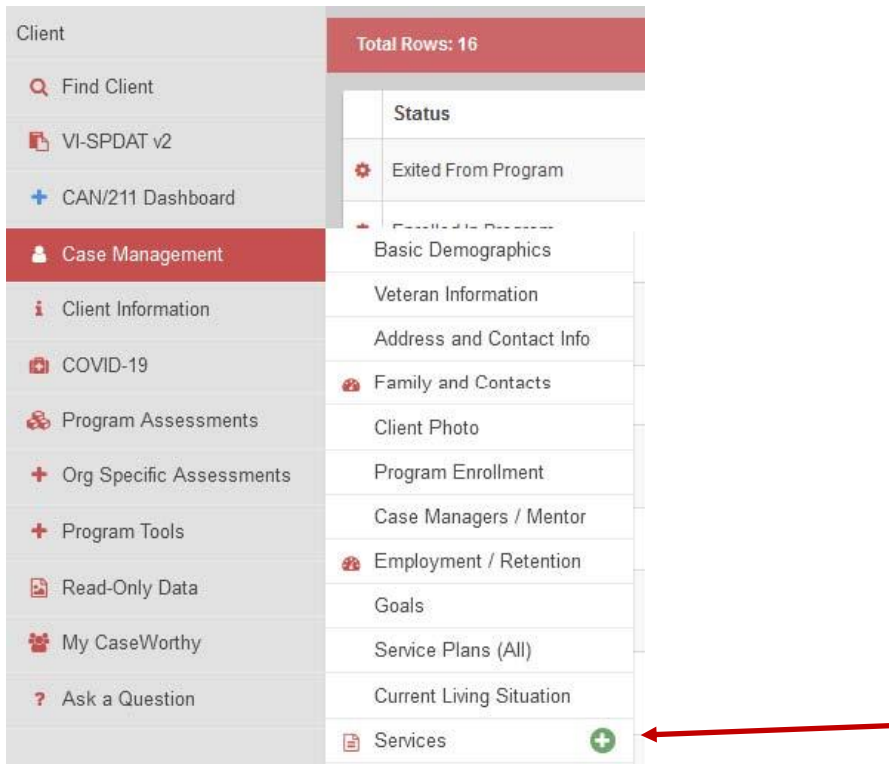 Client
Find Client
VI-SPDAT v2
CAN/211 Dashboard
Case Management
Client Information
COVID-19
Program Assessments
Org Specific Assessments
Program Tools
Read-Only Data
My CaseWorthy
Ask a Question
Total Rows: 16
Status
Exited From Program
Enrolled In Program
Basic Demographics
Veteran Information
Address and Contact Info
Family and Contacts
Client Photo
Program Enrollment
Case Managers / Mentor
Employment / Retention
Goals
Service Plans (All)
Current Living Situation
Services